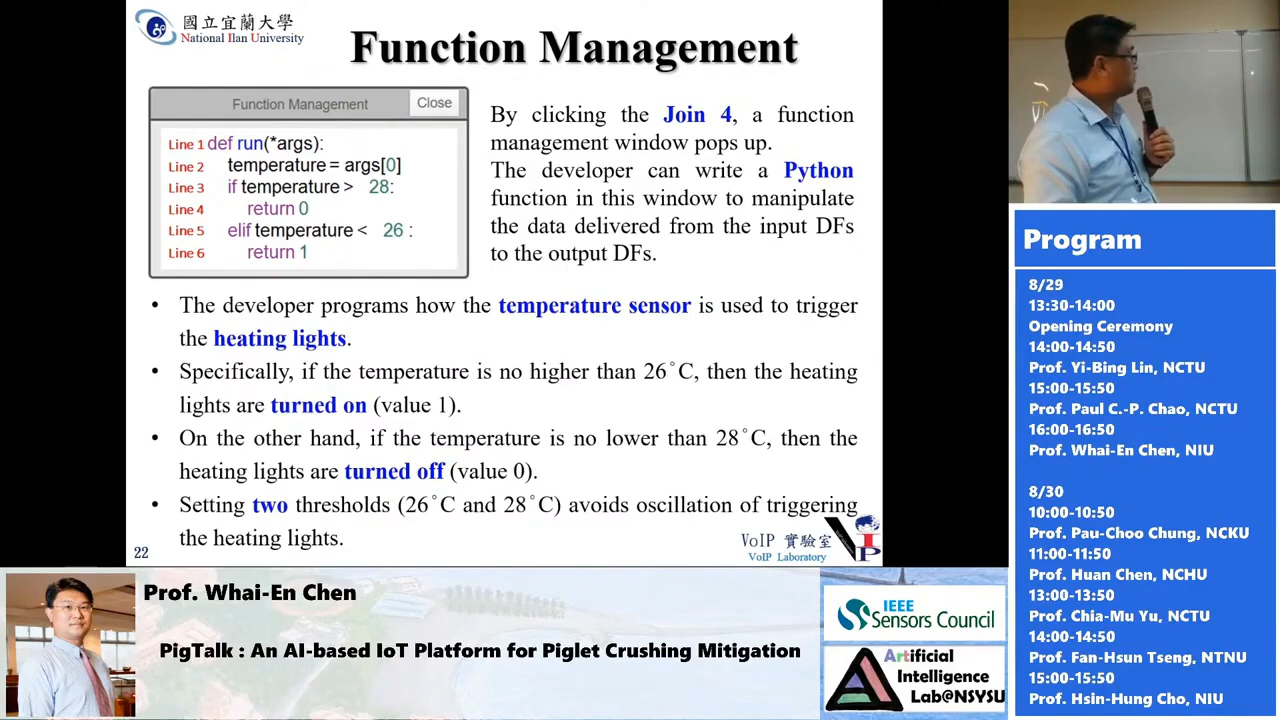 國立宜蘭大學
National Ilan University
Function Management
Function Management
Close
Line 1 def run(*args):
Line 2 temperature = args[0]
Line 3 if temperature > 28:
Line 4 return 0
Line 5 elif temperature < 26 :
Line 6 return 1
By clicking the Join 4, a function
management window pops up.
The developer can write a Python
function in this window to manipulate
the data delivered from the input DFs
to the output DFs.
• The developer programs how the temperature sensor is used to trigger
the heating lights.
• Specifically, if the temperature is no higher than 26°C, then the heating
lights are turned on (value 1).
• On the other hand, if the temperature is no lower than 28°C, then the
heating lights are turned off (value 0).
• Setting two thresholds (26°C and 28°C) avoids oscillation of triggering
the heating lights.
22
VoIP 實驗室
VoIP Laboratory
VIP
Program
8/29
13:30-14:00
Opening Ceremony
14:00-14:50
Prof. Yi-Bing Lin, NCTU
15:00-15:50
Prof. Paul C.-P. Chao, NCTU
16:00-16:50
Prof. Whai-En Chen, NIU
8/30
10:00-10:50
Prof. Pau-Choo Chung, NCKU
11:00-11:50
Prof. Huan Chen, NCHU
13:00-13:50
Prof. Chia-Mu Yu, NCTU
14:00-14:50
Prof. Fan-Hsun Tseng, NTNU
15:00-15:50
Prof. Hsin-Hung Cho, NIU
Prof. Whai-En Chen
PigTalk : An AI-based IoT Platform for Piglet Crushing Mitigation
IEEE
Sensors Council
Artificial
Intelligence
Lab@NSYSU